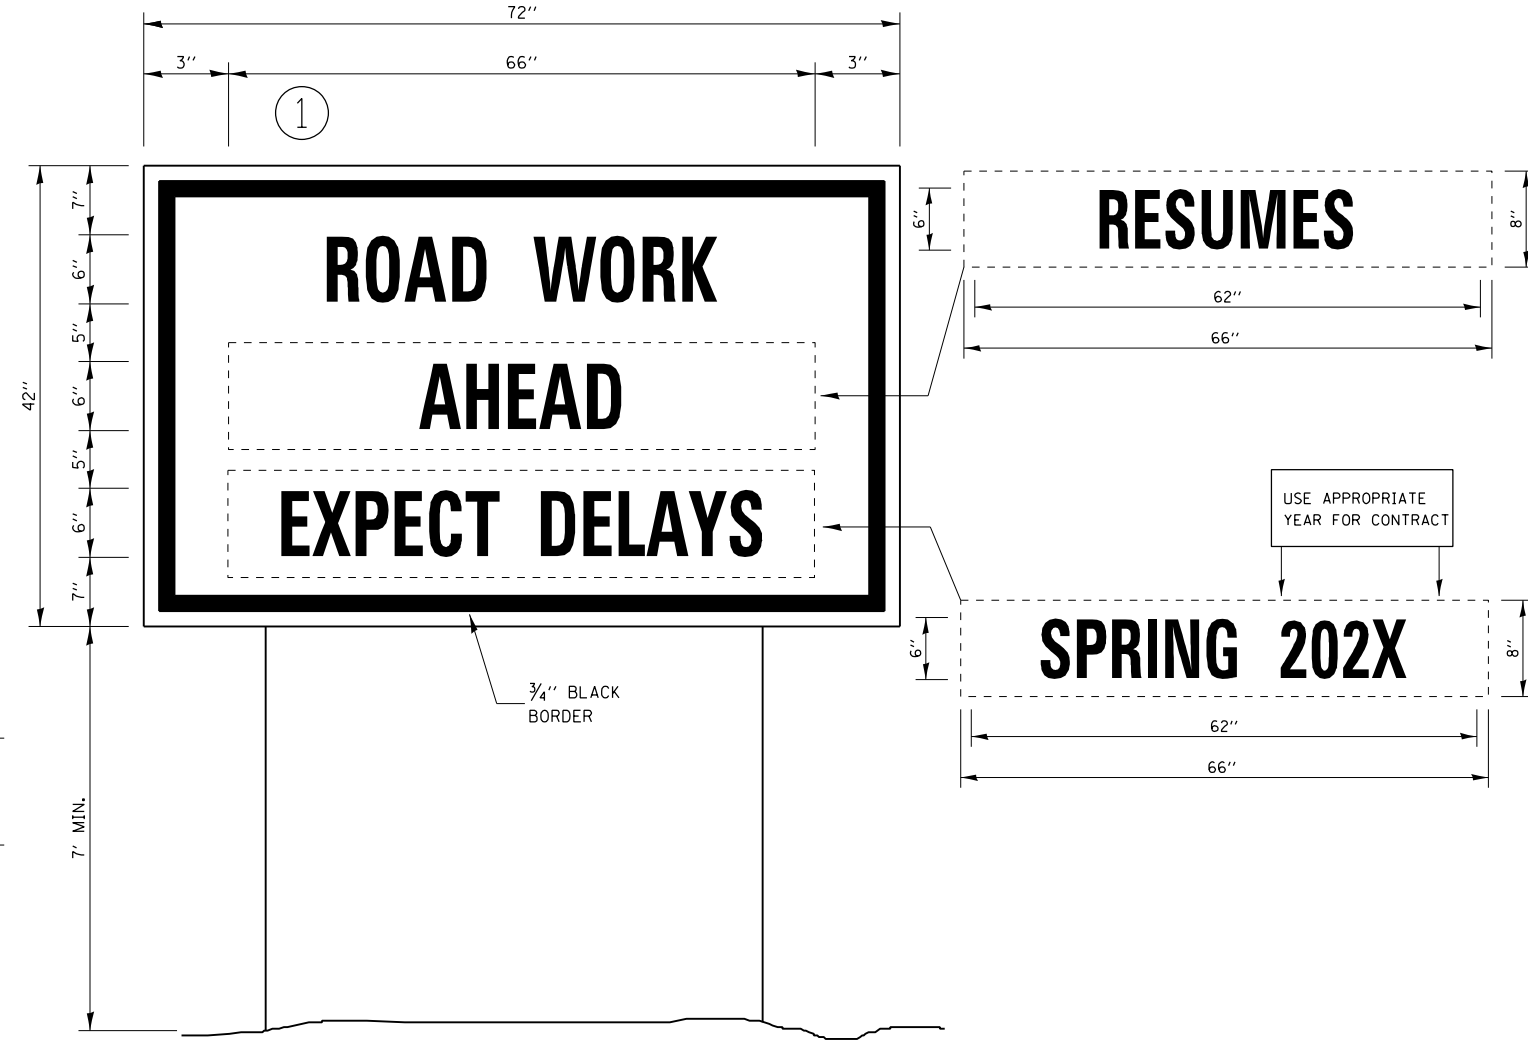 72''
3'' 66'' 3''
1
7''
6''
5''
6''
5''
6''
7''
42''
7' MIN.
ROAD WORK
AHEAD
EXPECT DELAYS
3/4'' BLACK
BORDER
RESUMES
6''
8''
62''
66''
USE APPROPRIATE
YEAR FOR CONTRACT
SPRING 202X
6''
8''
62''
66''